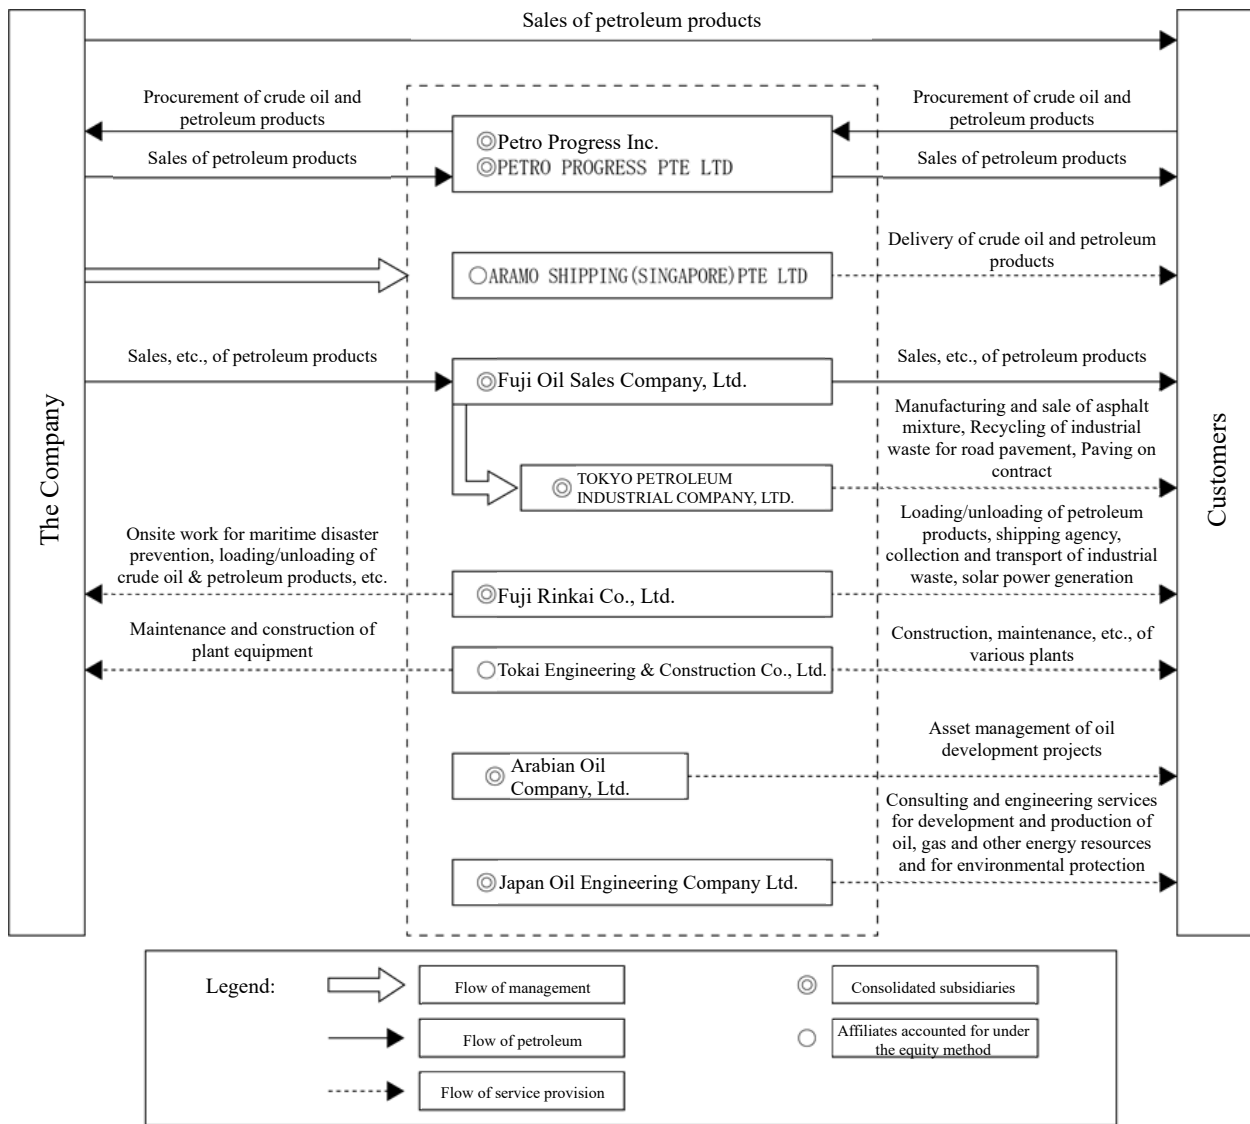 Sales of petroleum products
Procurement of crude oil and
petroleum products
Procurement of crude oil and
petroleum products
◎Petro Progress Inc.
◎PETRO PROGRESS PTE LTD
Sales of petroleum products
Sales of petroleum products
Delivery of crude oil and petroleum
products
○ARAMO SHIPPING(SINGAPORE)PTE LTD
Sales, etc., of petroleum products
Sales, etc., of petroleum products
◎Fuji Oil Sales Company, Ltd.
Manufacturing and sale of asphalt
mixture, Recycling of industrial
waste for road pavement, Paving on
contract
◎ TOKYO PETROLEUM
INDUSTRIAL COMPANY, LTD.
The Company
Customers
Onsite work for maritime disaster
prevention, loading/unloading of
crude oil & petroleum products, etc.
Loading/unloading of petroleum
products, shipping agency,
collection and transport of industrial
waste, solar power generation
◎Fuji Rinkai Co., Ltd.
Maintenance and construction of
plant equipment
Construction, maintenance, etc., of
various plants
○Tokai Engineering & Construction Co., Ltd.
Asset management of oil
development projects
◎ Arabian Oil
Company, Ltd.
Consulting and engineering services
for development and production of
oil, gas and other energy resources
and for environmental protection
◎Japan Oil Engineering Company Ltd.
Legend:
Flow of management
◎ Consolidated subsidiaries
Flow of petroleum
○ Affiliates accounted for under
the equity method
Flow of service provision